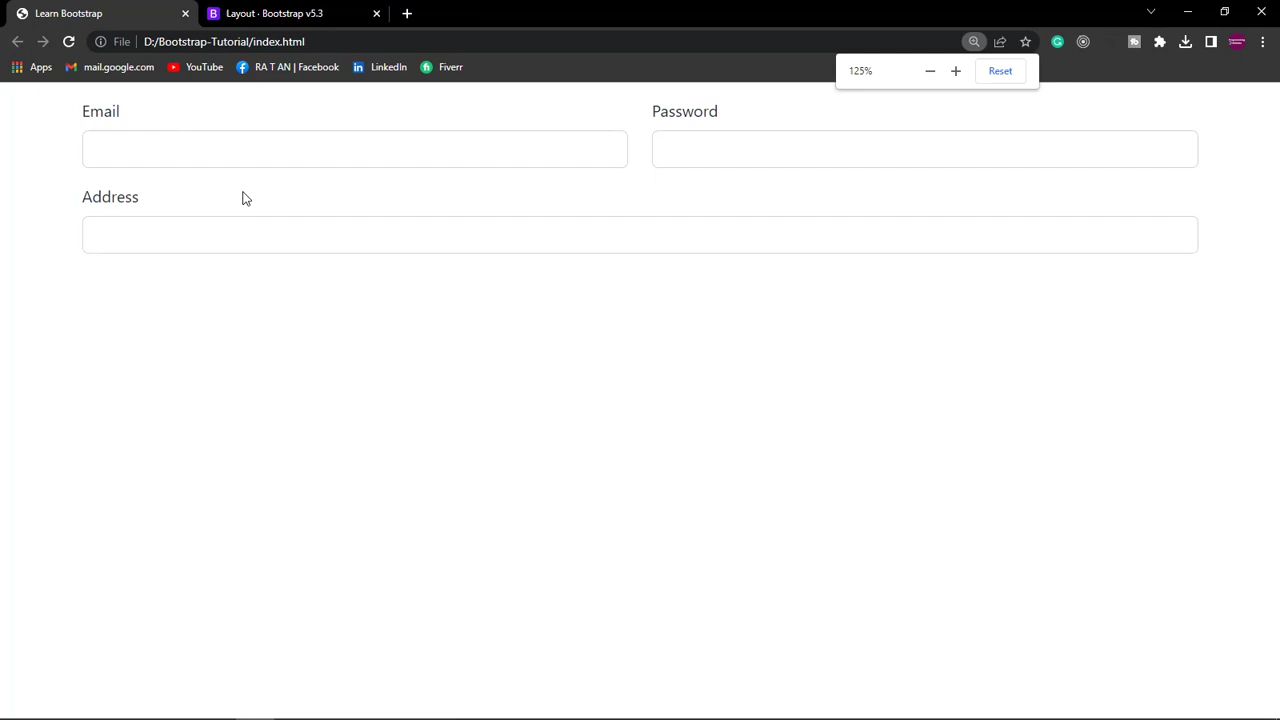 Learn Bootstrap
Layout · Bootstrap v5.3
File
D:/Bootstrap-Tutorial/index.html
Apps
mail.google.com
YouTube
RA T AN | Facebook
LinkedIn
Fiverr
125%
Reset
Email
Password
Address